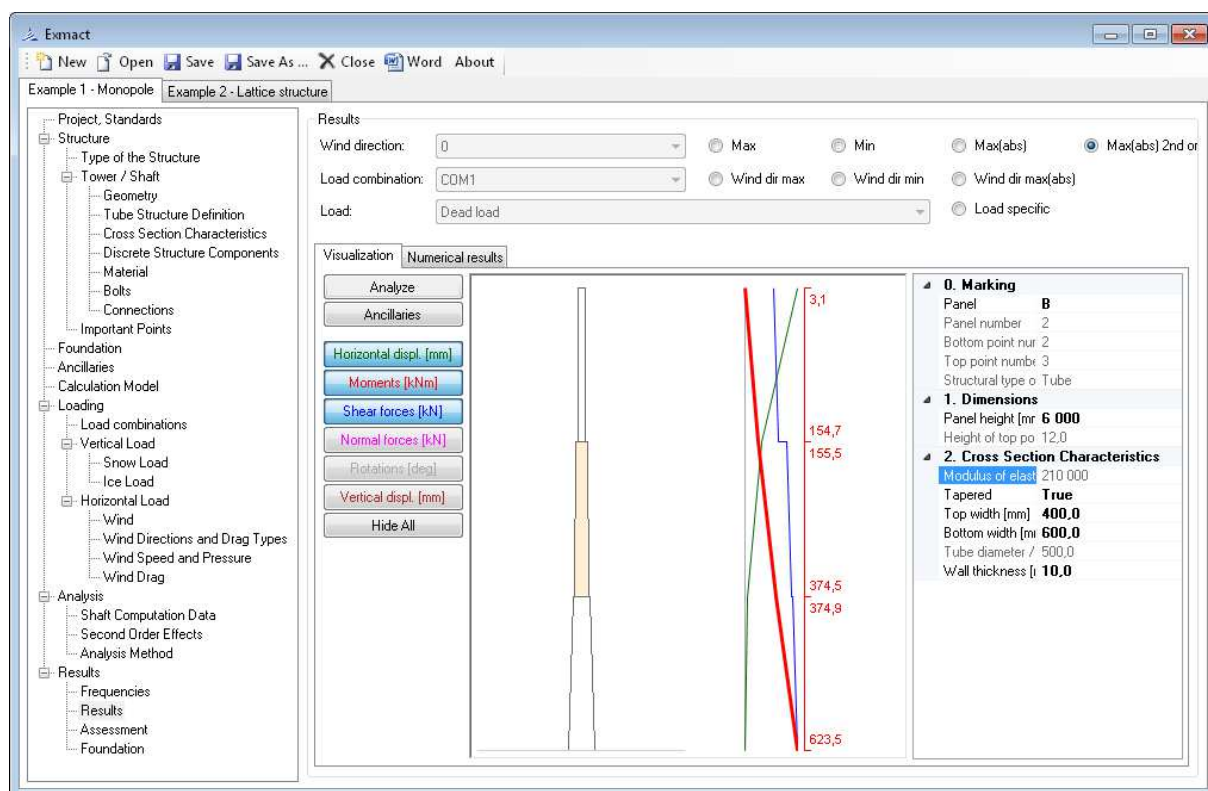 Exmact
New Open Save Save As ... Close Word About
Example 1 - Monopole Example 2 - Lattice structure
Project, Standards
Structure
Type of the Structure
Tower / Shaft
Geometry
Tube Structure Definition
Cross Section Characteristics
Discrete Structure Components
Material
Bolts
Connections
Important Points
Foundation
Ancillaries
Calculation Model
Loading
Load combinations
Vertical Load
Snow Load
Ice Load
Horizontal Load
Wind
Wind Directions and Drag Types
Wind Speed and Pressure
Wind Drag
Analysis
Shaft Computation Data
Second Order Effects
Analysis Method
Results
Frequencies
Results
Assessment
Foundation
Results
Wind direction: 0 Max Min Max(abs) Max(abs) 2nd or
Load combination: COM1 Wind dir max Wind dir min Wind dir max(abs)
Load: Dead load Load specific
Visualization Numerical results
Analyze
Ancillaries
Horizontal displ. [mm]
Moments [kNm]
Shear forces [kN]
Normal forces [kN]
Rotations [deg]
Vertical displ. [mm]
Hide All
3,1
154,7
155,5
374,5
374,9
623,5
0. Marking
Panel B
Panel number 2
Bottom point nur 2
Top point numbe 3
Structural type o Tube
1. Dimensions
Panel height [mr 6 000
Height of top po 12,0
2. Cross Section Characteristics
Modulus of elast 210 000
Tapered True
Top width [mm] 400,0
Bottom width [mi 600,0
Tube diameter / 500,0
Wall thickness [i 10,0